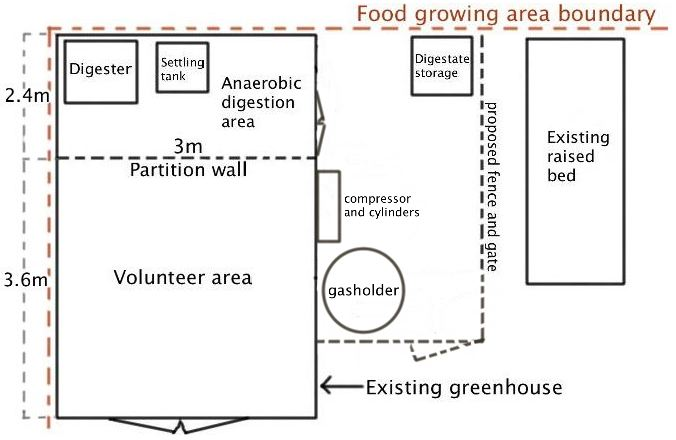 Food growing area boundary
Digester
Settling
tank
Anaerobic
digestion
area
Digestate
storage
2.4m
3m
Partition wall
proposed fence and gate
Existing
raised
bed
compressor
and cylinders
3.6m
Volunteer area
gasholder
Existing greenhouse